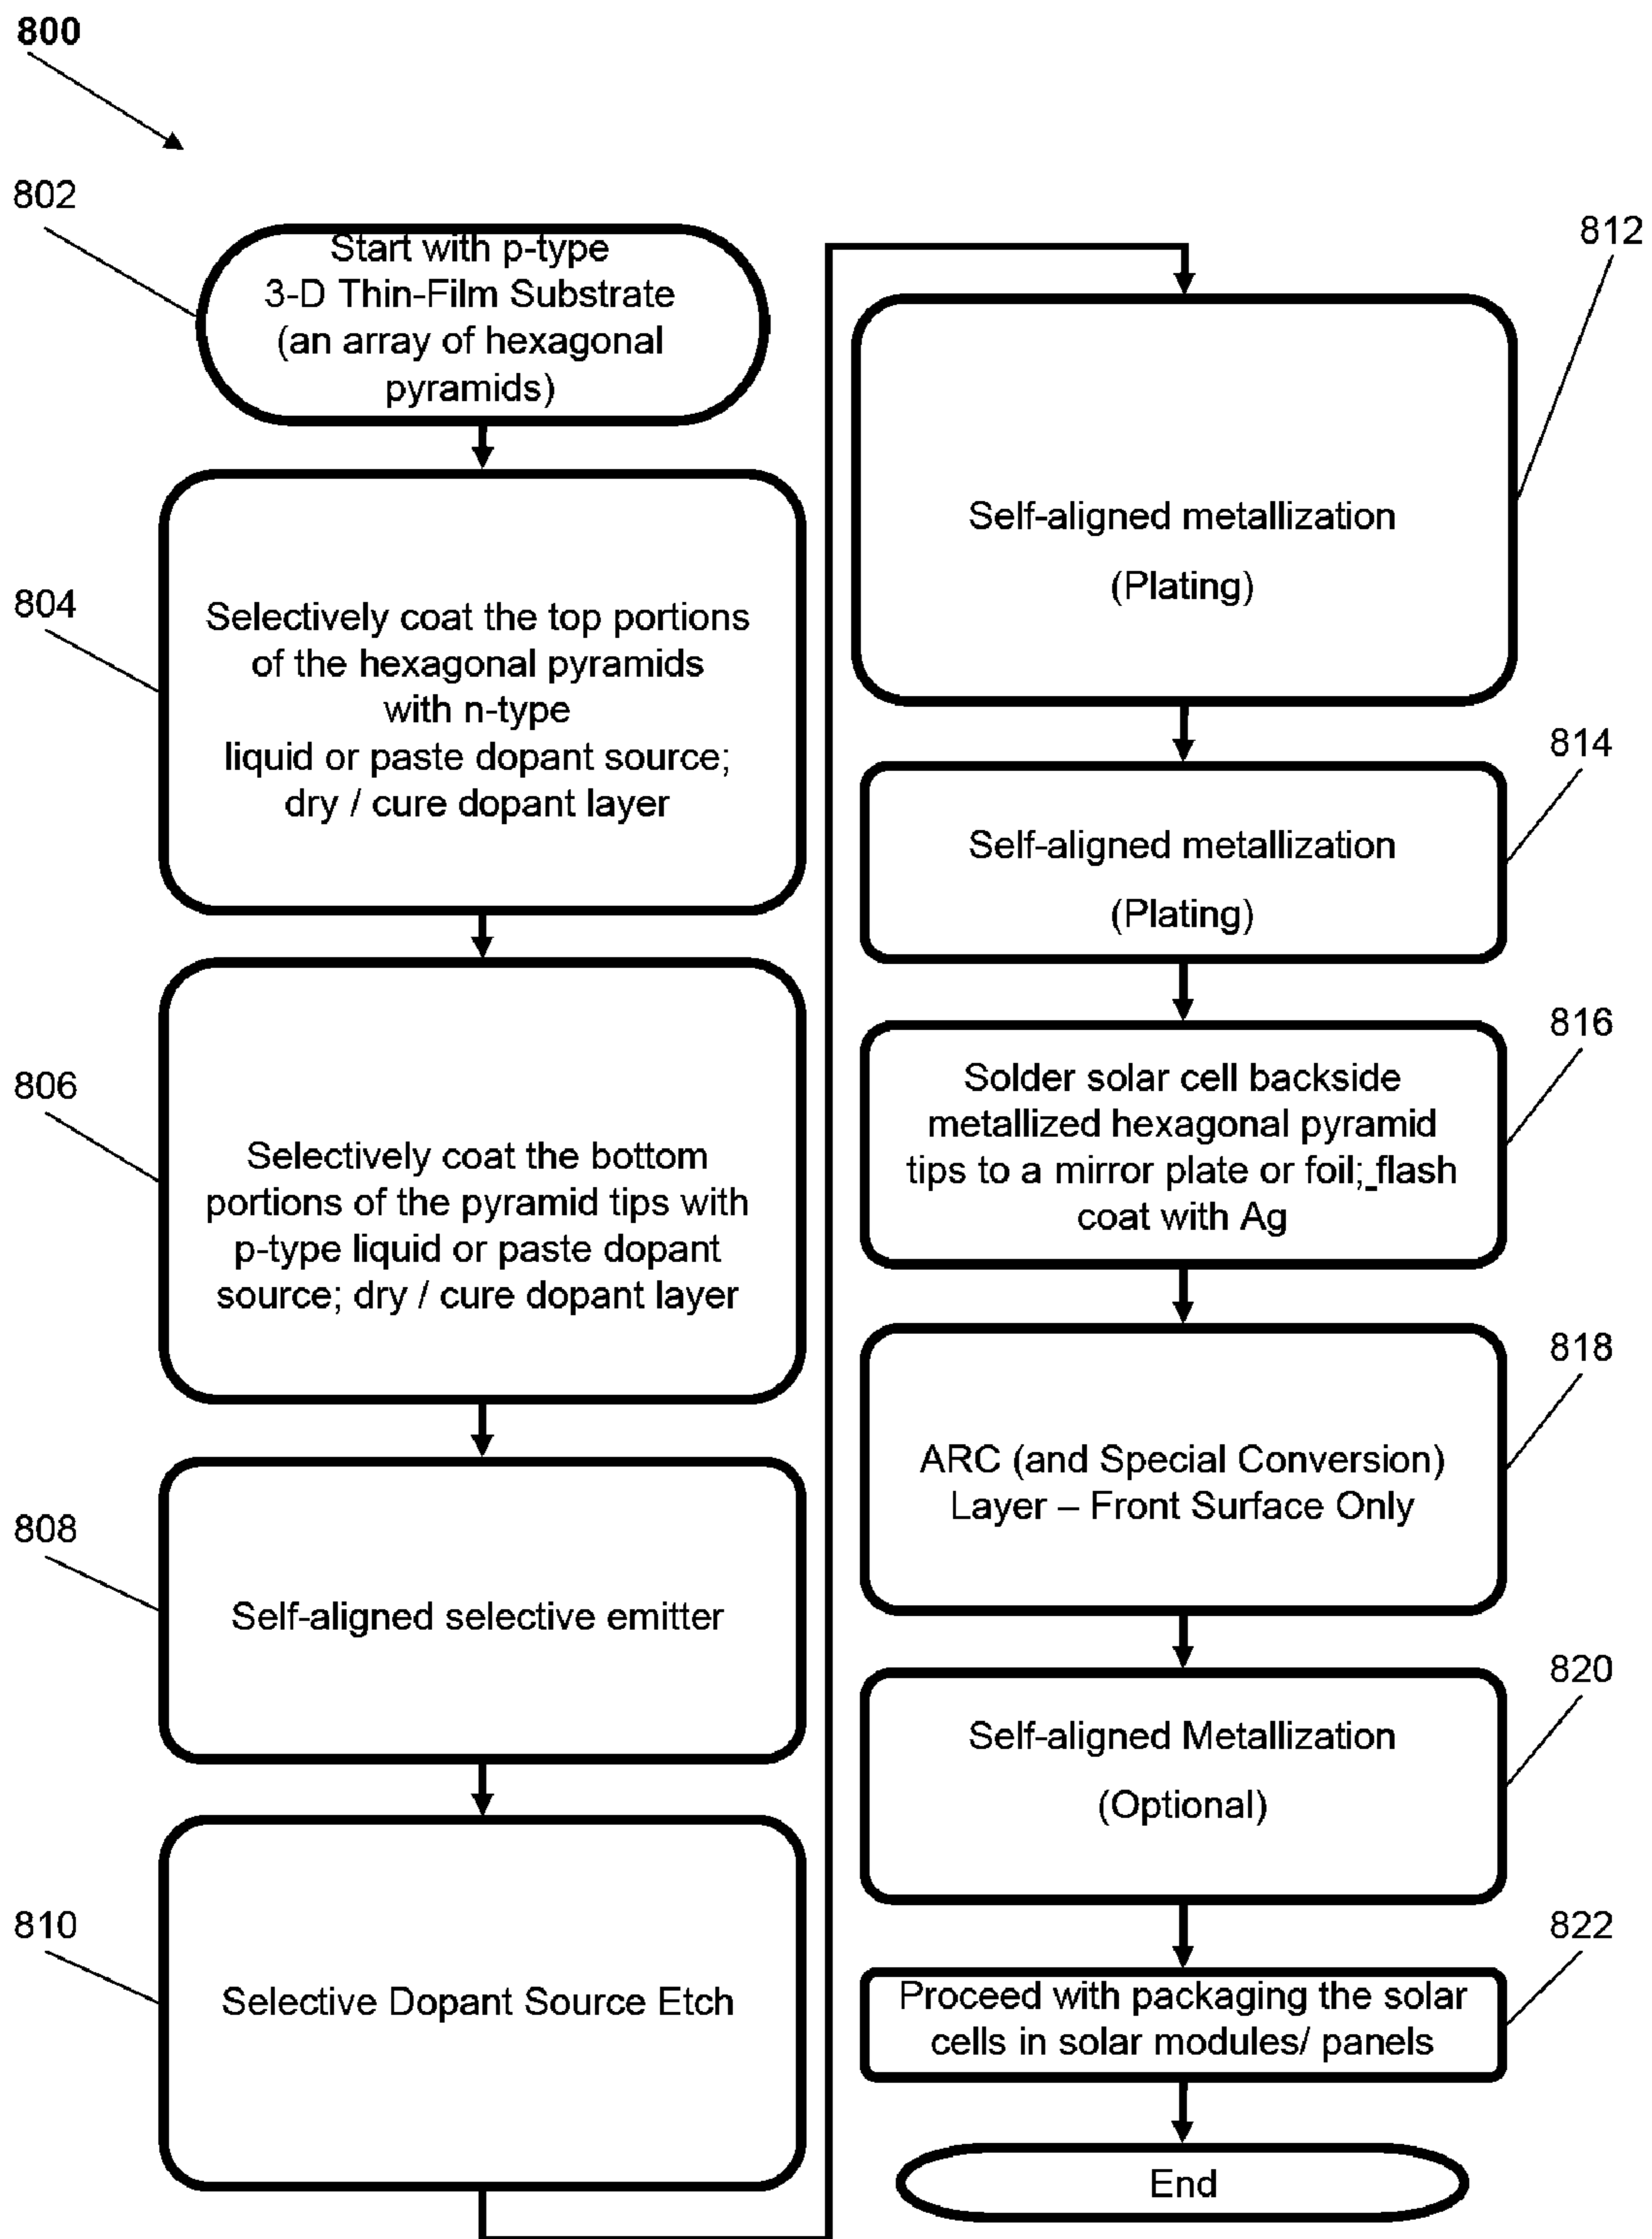 800
802
Start with p-type
3-D Thin-Film Substrate
(an array of hexagonal
pyramids)
804
Selectively coat the top portions
of the hexagonal pyramids
with n-type
liquid or paste dopant source;
dry / cure dopant layer
806
Selectively coat the bottom
portions of the pyramid tips with
p-type liquid or paste dopant
source; dry / cure dopant layer
808
Self-aligned selective emitter
810
Selective Dopant Source Etch
812
Self-aligned metallization
(Plating)
814
Self-aligned metallization
(Plating)
816
Solder solar cell backside
metallized hexagonal pyramid
tips to a mirror plate or foil; flash
coat with Ag
818
ARC (and Special Conversion)
Layer – Front Surface Only
820
Self-aligned Metallization
(Optional)
822
Proceed with packaging the solar
cells in solar modules/ panels
End